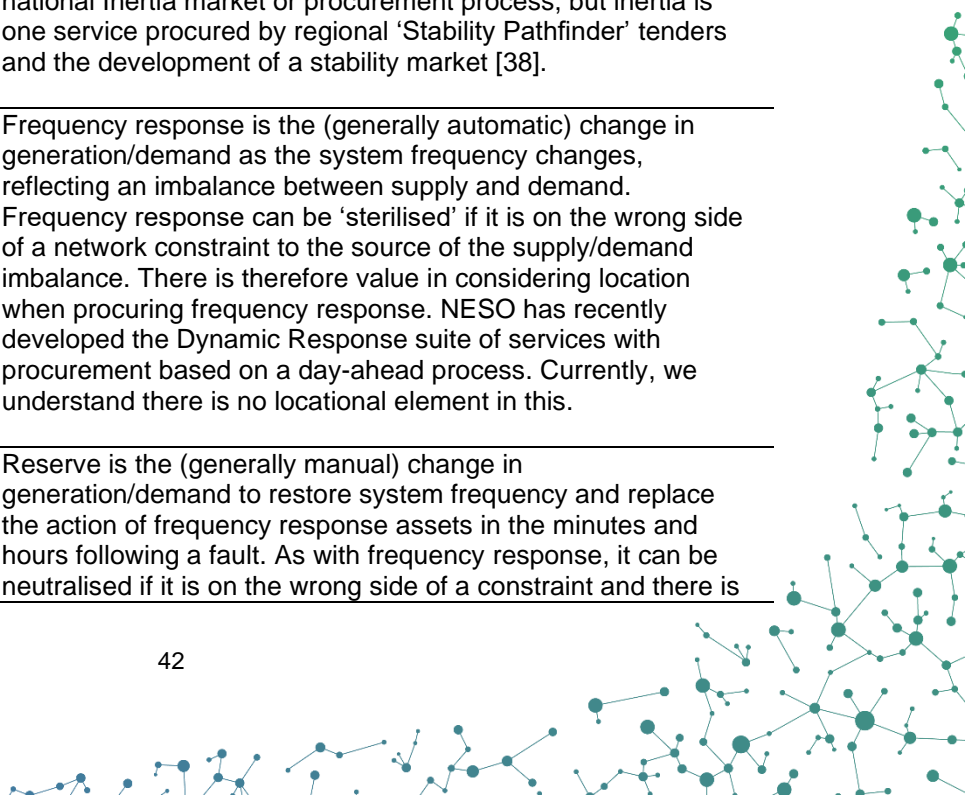 national Inertia market or procurement process, but inertia is
one service procured by regional ‘Stability Pathfinder’ tenders
and the development of a stability market [38].
Frequency response is the (generally automatic) change in
generation/demand as the system frequency changes,
reflecting an imbalance between supply and demand.
Frequency response can be ‘sterilised’ if it is on the wrong side
of a network constraint to the source of the supply/demand
imbalance. There is therefore value in considering location
when procuring frequency response. NESO has recently
developed the Dynamic Response suite of services with
procurement based on a day-ahead process. Currently, we
understand there is no locational element in this.
Reserve is the (generally manual) change in
generation/demand to restore system frequency and replace
the action of frequency response assets in the minutes and
hours following a fault. As with frequency response, it can be
neutralised if it is on the wrong side of a constraint and there is
42